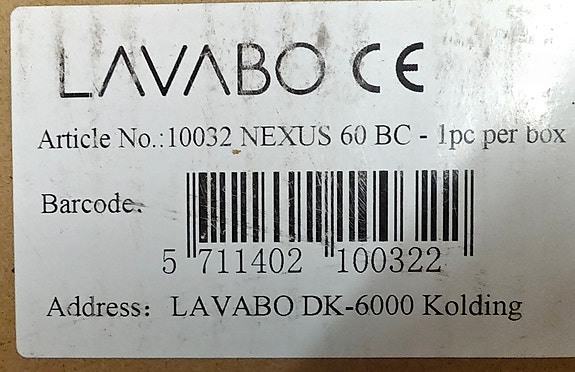 LAVABO CE
Article No.:10032 NEXUS 60 BC - 1pc per box
Barcode:
5 711402 100322
Address: LAVABO DK-6000 Kolding